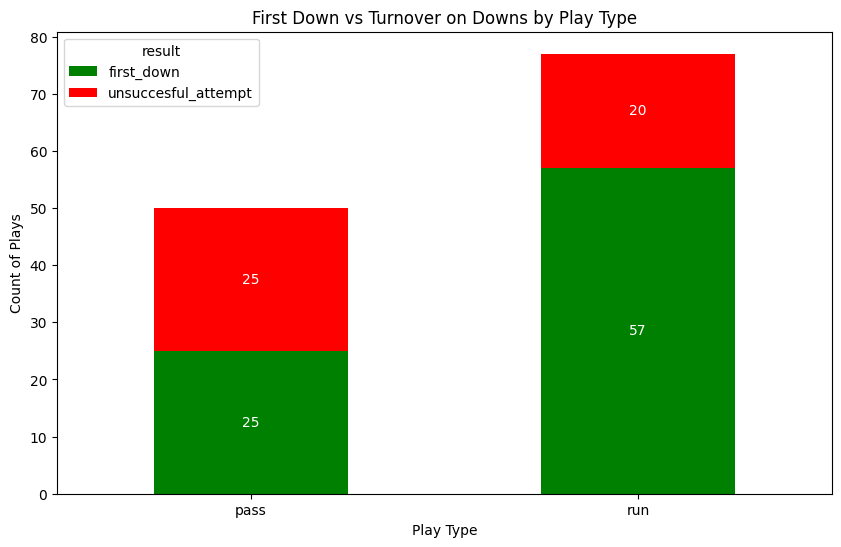 First Down vs Turnover on Downs by Play Type
result
first_down
unsuccesful_attempt
Count of Plays
80
70
60
50
40
30
20
10
0
25
25
20
57
pass
run
Play Type